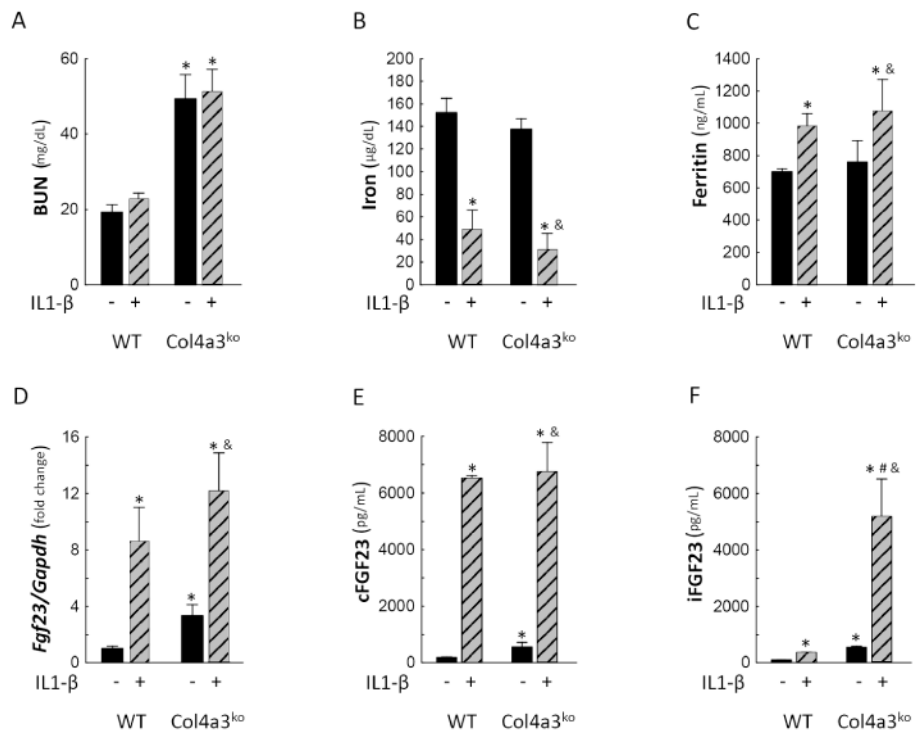 A
BUN (mg/dL)
60
40
20
0
* *
IL1-β - + - +
WT Col4a3ᵏᵒ
B
Iron (µg/dL)
200
180
160
140
120
100
80
60
40
20
0
* * &
IL1-β - + - +
WT Col4a3ᵏᵒ
C
Ferritin (ng/mL)
1400
1200
1000
800
600
400
200
0
* * &
IL1-β - + - +
WT Col4a3ᵏᵒ
D
Fgf23/Gapdh (fold change)
16
12
8
4
0
* * * &
IL1-β - + - +
WT Col4a3ᵏᵒ
E
cFGF23 (pg/mL)
8000
6000
4000
2000
0
* * * &
IL1-β - + - +
WT Col4a3ᵏᵒ
F
iFGF23 (pg/mL)
8000
6000
4000
2000
0
* * * # &
IL1-β - + - +
WT Col4a3ᵏᵒ